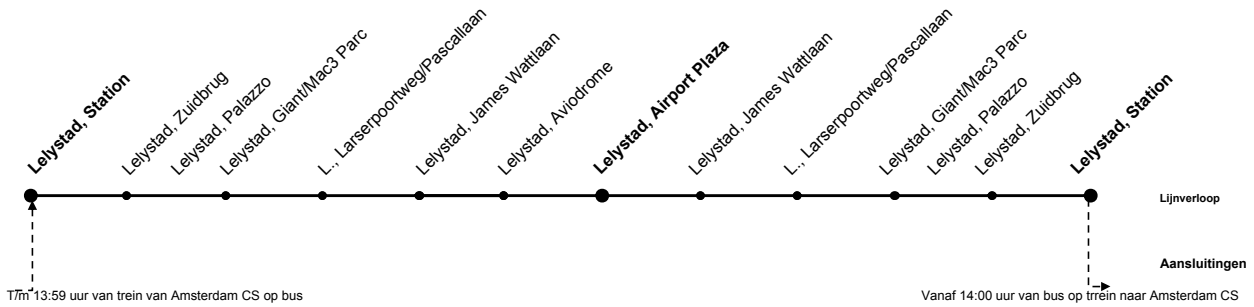 Lelystad, Station
Lelystad, Zuidbrug
Lelystad, Palazzo
Lelystad, Giant/Mac3 Parc
L., Larserpoortweg/Pascallaan
Lelystad, James Wattlaan
Lelystad, Aviodrome
Lelystad, Airport Plaza
Lelystad, James Wattlaan
L., Larserpoortweg/Pascallaan
Lelystad, Giant/Mac3 Parc
Lelystad, Palazzo
Lelystad, Zuidbrug
Lelystad, Station
Lijnverloop
Aansluitingen
T/m 13:59 uur van trein van Amsterdam CS op bus
Vanaf 14:00 uur van bus op trrein naar Amsterdam CS